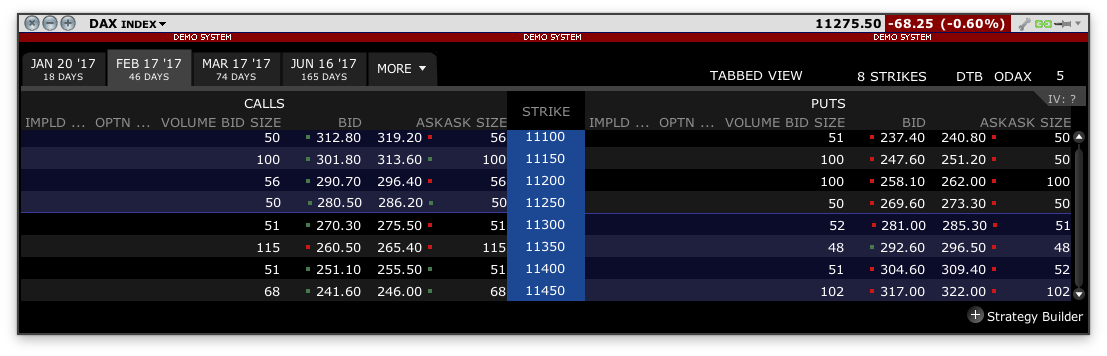 DAX INDEX 11275.50 -68.25 (-0.60%)
DEMO SYSTEM DEMO SYSTEM DEMO SYSTEM
JAN 20 '17 FEB 17 '17 MAR 17 '17 JUN 16 '17 MORE
18 DAYS 46 DAYS 74 DAYS 165 DAYS
TABBED VIEW 8 STRIKES DTB ODAX 5
IV: ?
CALLS STRIKE PUTS
IMPLD ... OPTN ... VOLUME BID SIZE BID ASK ASK SIZE IMPLD ... OPTN ... VOLUME BID SIZE BID ASK ASK SIZE
50 312.80 319.20 56 11100 51 237.40 240.80 50
100 301.80 313.60 100 11150 100 247.60 251.20 50
56 290.70 296.40 56 11200 100 258.10 262.00 100
50 280.50 286.20 50 11250 50 269.60 273.30 50
51 270.30 275.50 51 11300 52 281.00 285.30 51
115 260.50 265.40 115 11350 48 292.60 296.50 48
51 251.10 255.50 51 11400 51 304.60 309.40 52
68 241.60 246.00 68 11450 102 317.00 322.00 102
Strategy Builder